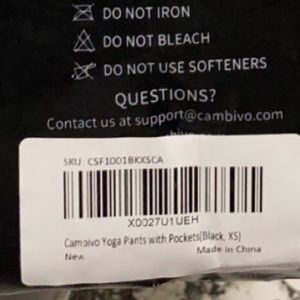 DO NOT IRON
DO NOT BLEACH
DO NOT USE SOFTENERS
QUESTIONS?
Contact us at support@cambivo.com
SKU: CSF1001BKXSCA
X0027U1UEH
Cambivo Yoga Pants with Pockets(Black, XS)
New
Made in China